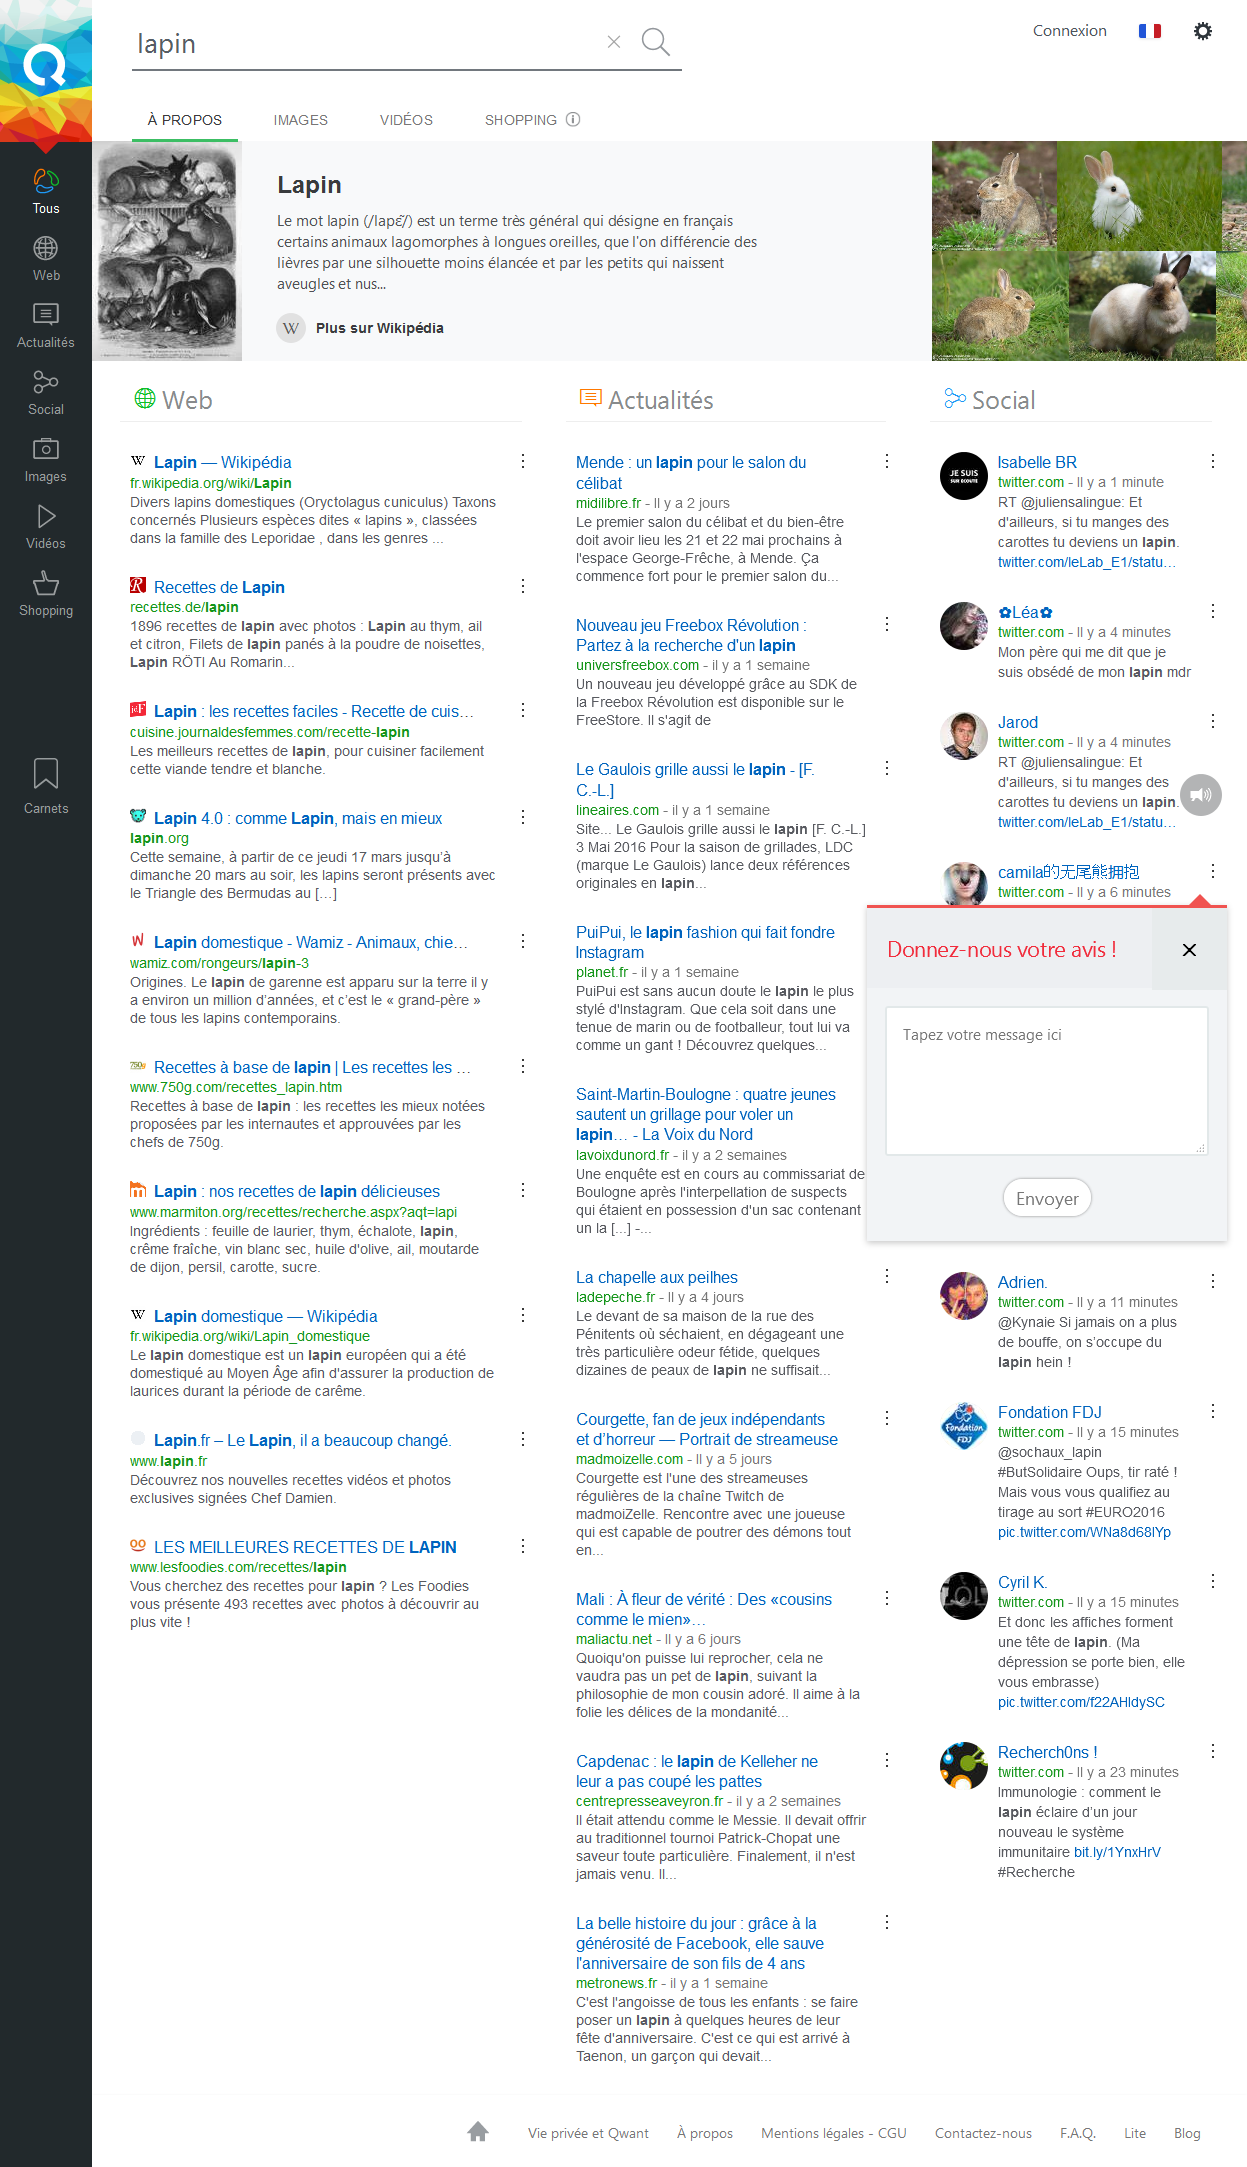 lapin
Connexion
À PROPOS
IMAGES
VIDÉOS
SHOPPING
Tous
Web
Actualités
Social
Images
Vidéos
Shopping
Carnets
Lapin
Le mot lapin (/lapɛ̃/) est un terme très général qui désigne en français
certains animaux lagomorphes à longues oreilles, que l'on différencie des
lièvres par une silhouette moins élancée et par les petits qui naissent
aveugles et nus...
W Plus sur Wikipédia
Web
W Lapin — Wikipédia
fr.wikipedia.org/wiki/Lapin
Divers lapins domestiques (Oryctolagus cuniculus) Taxons
concernés Plusieurs espèces dites « lapins », classées
dans la famille des Leporidae , dans les genres ...
Recettes de Lapin
recettes.de/lapin
1896 recettes de lapin avec photos : Lapin au thym, ail
et citron, Filets de lapin panés à la poudre de noisettes,
Lapin RÖTI Au Romarin...
Lapin : les recettes faciles - Recette de cuis…
cuisine.journaldesfemmes.com/recette-lapin
Les meilleurs recettes de lapin, pour cuisiner facilement
cette viande tendre et blanche.
Lapin 4.0 : comme Lapin, mais en mieux
lapin.org
Cette semaine, à partir de ce jeudi 17 mars jusqu'à
dimanche 20 mars au soir, les lapins seront présents avec
le Triangle des Bermudas au […]
Lapin domestique - Wamiz - Animaux, chie…
wamiz.com/rongeurs/lapin-3
Origines. Le lapin de garenne est apparu sur la terre il y
a environ un million d'années, et c'est le « grand-père »
de tous les lapins contemporains.
750g Recettes à base de lapin | Les recettes les …
www.750g.com/recettes_lapin.htm
Recettes à base de lapin : les recettes les mieux notées
proposées par les internautes et approuvées par les
chefs de 750g.
Lapin : nos recettes de lapin délicieuses
www.marmiton.org/recettes/recherche.aspx?aqt=lapi
Ingrédients : feuille de laurier, thym, échalote, lapin,
crême fraîche, vin blanc sec, huile d'olive, ail, moutarde
de dijon, persil, carotte, sucre.
W Lapin domestique — Wikipédia
fr.wikipedia.org/wiki/Lapin_domestique
Le lapin domestique est un lapin européen qui a été
domestiqué au Moyen Âge afin d'assurer la production de
laurices durant la période de carême.
Lapin.fr – Le Lapin, il a beaucoup changé.
www.lapin.fr
Découvrez nos nouvelles recettes vidéos et photos
exclusives signées Chef Damien.
LES MEILLEURES RECETTES DE LAPIN
www.lesfoodies.com/recettes/lapin
Vous cherchez des recettes pour lapin ? Les Foodies
vous présente 493 recettes avec photos à découvrir au
plus vite !
Actualités
Mende : un lapin pour le salon du
célibat
midilibre.fr - Il y a 2 jours
Le premier salon du célibat et du bien-être
doit avoir lieu les 21 et 22 mai prochains à
l'espace George-Frêche, à Mende. Ça
commence fort pour le premier salon du...
Nouveau jeu Freebox Révolution :
Partez à la recherche d'un lapin
universfreebox.com - il y a 1 semaine
Un nouveau jeu développé grâce au SDK de
la Freebox Révolution est disponible sur le
FreeStore. Il s'agit de
Le Gaulois grille aussi le lapin - [F.
C.-L.]
lineaires.com - il y a 1 semaine
Site... Le Gaulois grille aussi le lapin [F. C.-L.]
3 Mai 2016 Pour la saison de grillades, LDC
(marque Le Gaulois) lance deux références
originales en lapin...
PuiPui, le lapin fashion qui fait fondre
Instagram
planet.fr - il y a 1 semaine
PuiPui est sans aucun doute le lapin le plus
stylé d'Instagram. Que cela soit dans une
tenue de marin ou de footballeur, tout lui va
comme un gant ! Découvrez quelques...
Saint-Martin-Boulogne : quatre jeunes
sautent un grillage pour voler un
lapin… - La Voix du Nord
lavoixdunord.fr - il y a 2 semaines
Une enquête est en cours au commissariat de
Boulogne après l'interpellation de suspects
qui étaient en possession d'un sac contenant
un la [...] -...
La chapelle aux peilhes
ladepeche.fr - Il y a 4 jours
Le devant de sa maison de la rue des
Pénitents où séchaient, en dégageant une
très particulière odeur fétide, quelques
dizaines de peaux de lapin ne suffisait...
Courgette, fan de jeux indépendants
et d'horreur — Portrait de streameuse
madmoizelle.com - Il y a 5 jours
Courgette est l'une des streameuses
régulières de la chaîne Twitch de
madmoiZelle. Rencontre avec une joueuse
qui est capable de poutrer des démons tout
en...
Mali : À fleur de vérité : Des «cousins
comme le mien»…
maliactu.net - Il y a 6 jours
Quoiqu'on puisse lui reprocher, cela ne
vaudra pas un pet de lapin, suivant la
philosophie de mon cousin adoré. Il aime à la
folie les délices de la mondanité...
Capdenac : le lapin de Kelleher ne
leur a pas coupé les pattes
centrepresseaveyron.fr - il y a 2 semaines
Il était attendu comme le Messie. Il devait offrir
au traditionnel tournoi Patrick-Chopat une
saveur toute particulière. Finalement, il n'est
jamais venu. Il...
La belle histoire du jour : grâce à la
générosité de Facebook, elle sauve
l'anniversaire de son fils de 4 ans
metronews.fr - il y a 1 semaine
C'est l'angoisse de tous les enfants : se faire
poser un lapin à quelques heures de leur
fête d'anniversaire. C'est ce qui est arrivé à
Taenon, un garçon qui devait...
Social
JE SUIS
SUR ECOUTE
Isabelle BR
twitter.com - Il y a 1 minute
RT @juliensalingue: Et
d'ailleurs, si tu manges des
carottes tu deviens un lapin.
twitter.com/leLab_E1/statu…
✿Léa✿
twitter.com - Il y a 4 minutes
Mon père qui me dit que je
suis obsédé de mon lapin mdr
Jarod
twitter.com - Il y a 4 minutes
RT @juliensalingue: Et
d'ailleurs, si tu manges des
carottes tu deviens un lapin.
twitter.com/leLab_E1/statu…
camila的无尾熊拥抱
twitter.com - Il y a 6 minutes
Donnez-nous votre avis !
Tapez votre message ici
Envoyer
Adrien.
twitter.com - Il y a 11 minutes
@Kynaie Si jamais on a plus
de bouffe, on s'occupe du
lapin hein !
Fondation
FDJ
Fondation FDJ
twitter.com - Il y a 15 minutes
@sochaux_lapin
#ButSolidaire Oups, tir raté !
Mais vous vous qualifiez au
tirage au sort #EURO2016
pic.twitter.com/WNa8d68lYp
LOL
Cyril K.
twitter.com - Il y a 15 minutes
Et donc les affiches forment
une tête de lapin. (Ma
dépression se porte bien, elle
vous embrasse)
pic.twitter.com/f22AHldySC
Recherch0ns !
twitter.com - Il y a 23 minutes
Immunologie : comment le
lapin éclaire d'un jour
nouveau le système
immunitaire bit.ly/1YnxHrV
#Recherche
Vie privée et Qwant
À propos
Mentions légales - CGU
Contactez-nous
F.A.Q.
Lite
Blog